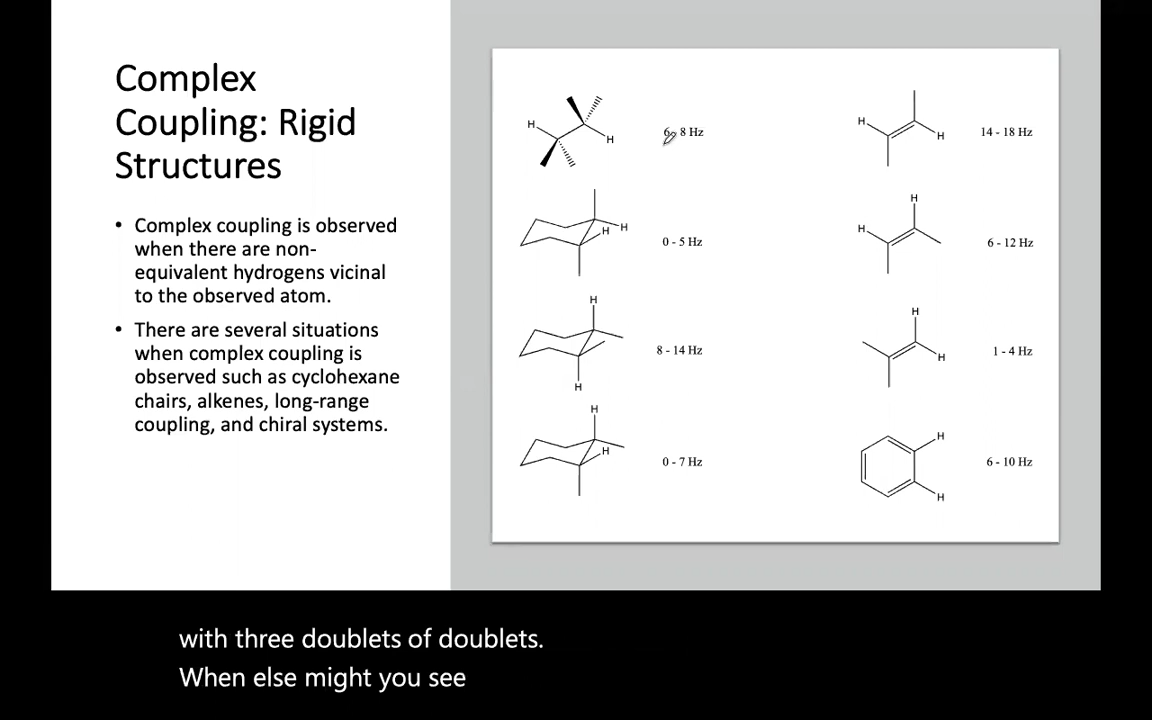 Complex
Coupling: Rigid
Structures
• Complex coupling is observed
when there are non-
equivalent hydrogens vicinal
to the observed atom.
• There are several situations
when complex coupling is
observed such as cyclohexane
chairs, alkenes, long-range
coupling, and chiral systems.
H
H
6 - 8 Hz
H
H
14 - 18 Hz
H
H
0 - 5 Hz
H
H
6 - 12 Hz
H
H
8 - 14 Hz
H
H
1 - 4 Hz
H
H
0 - 7 Hz
H
H
6 - 10 Hz
with three doublets of doublets.
When else might you see